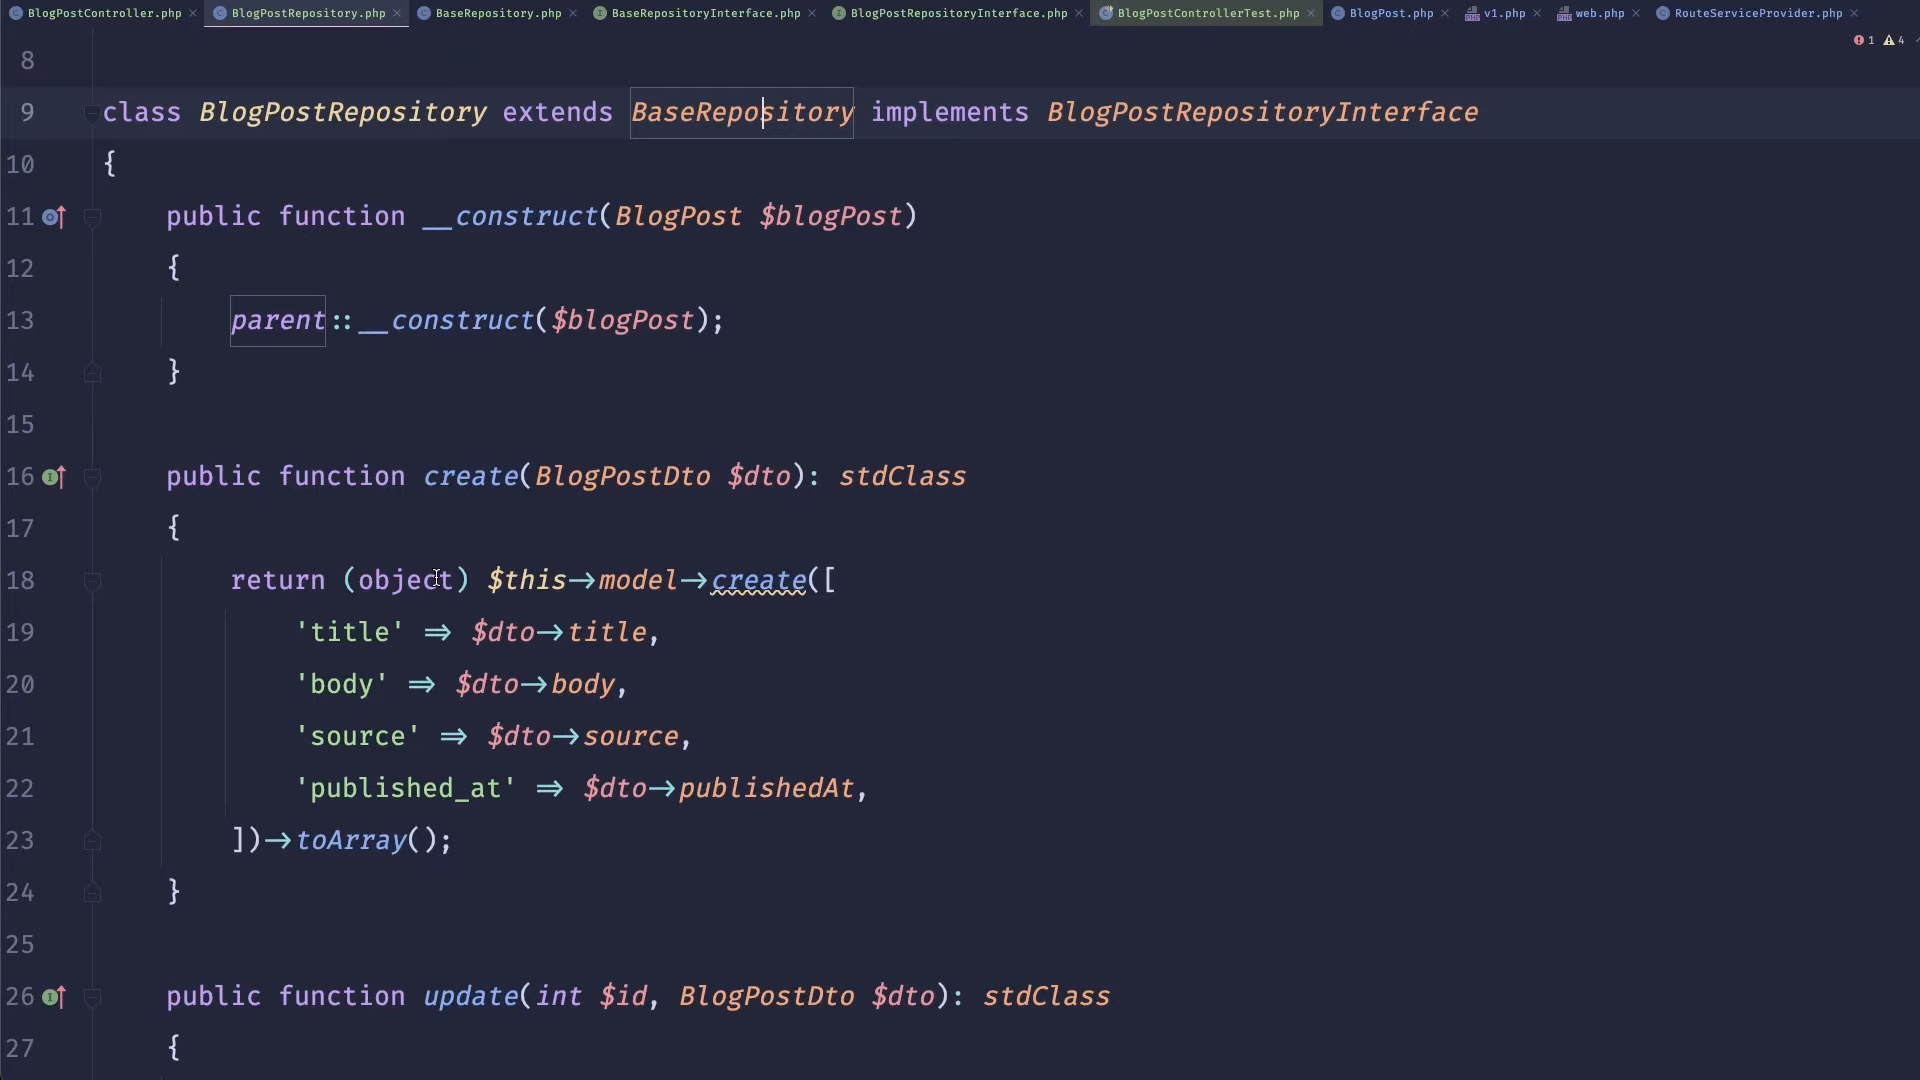 BlogPostController.php BlogPostRepository.php BaseRepository.php BaseRepositoryInterface.php BlogPostRepositoryInterface.php BlogPostControllerTest.php BlogPost.php v1.php web.php RouteServiceProvider.php
1 4
8
9 class BlogPostRepository extends BaseRepository implements BlogPostRepositoryInterface
10 {
11 public function __construct(BlogPost $blogPost)
12 {
13 parent::__construct($blogPost);
14 }
15
16 public function create(BlogPostDto $dto): stdClass
17 {
18 return (object) $this->model->create([
19 'title' => $dto->title,
20 'body' => $dto->body,
21 'source' => $dto->source,
22 'published_at' => $dto->publishedAt,
23 ])->toArray();
24 }
25
26 public function update(int $id, BlogPostDto $dto): stdClass
27 {